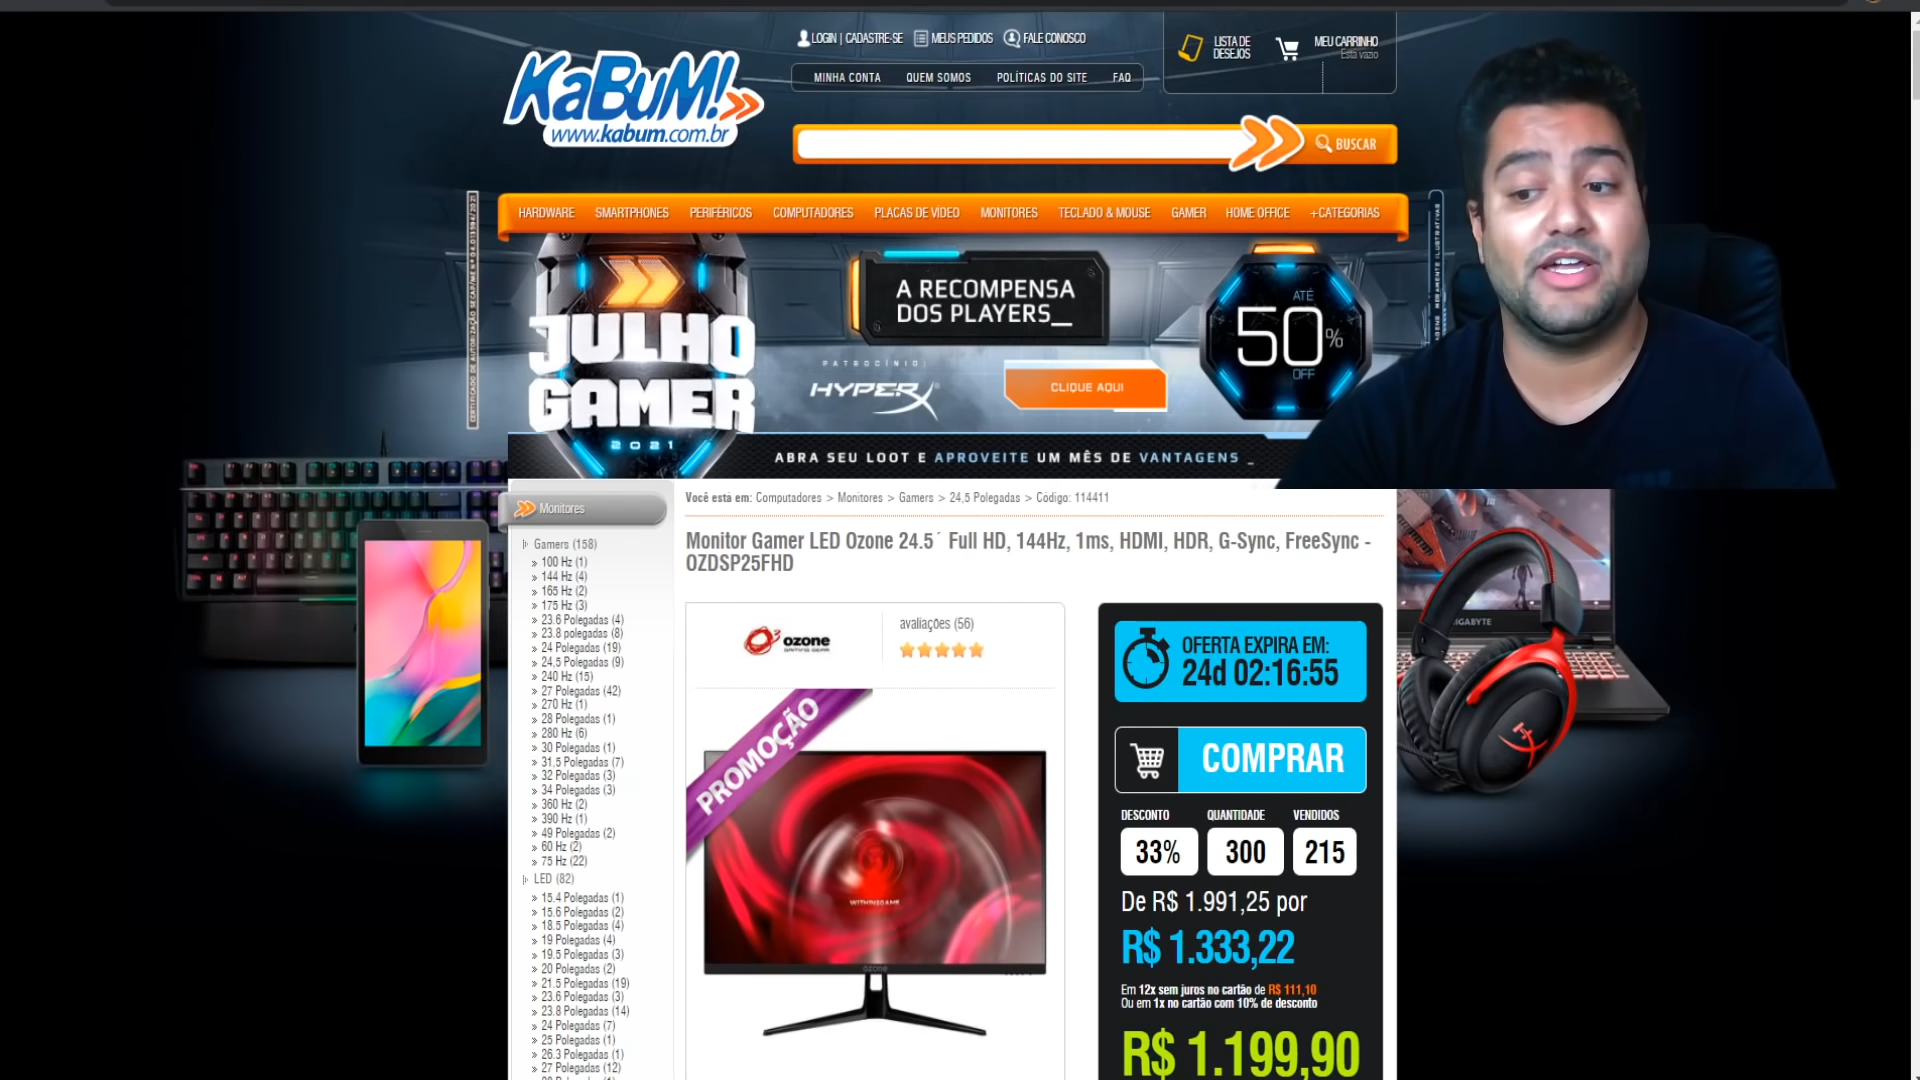 LOGIN | CADASTRE-SE
MEUS PEDIDOS
FALE CONOSCO
LISTA DE
DESEJOS
MEU CARRINHO
Esta vazio
KaBuM!
www.kabum.com.br
MINHA CONTA
QUEM SOMOS
POLÍTICAS DO SITE
FAQ
BUSCAR
HARDWARE
SMARTPHONES
PERIFÉRICOS
COMPUTADORES
PLACAS DE VÍDEO
MONITORES
TECLADO & MOUSE
GAMER
HOME OFFICE
+CATEGORIAS
JULHO
GAMER
2021
A RECOMPENSA
DOS PLAYERS_
PATROCÍNIO:
HYPERX
CLIQUE AQUI
ATÉ
50%
OFF
ABRA SEU LOOT E APROVEITE UM MÊS DE VANTAGENS _
Monitores
Gamers (158)
100 Hz (1)
144 Hz (4)
165 Hz (2)
175 Hz (3)
23.6 Polegadas (4)
23.8 polegadas (8)
24 Polegadas (19)
24,5 Polegadas (9)
240 Hz (15)
27 Polegadas (42)
270 Hz (1)
28 Polegadas (1)
280 Hz (6)
30 Polegadas (1)
31,5 Polegadas (7)
32 Polegadas (3)
34 Polegadas (3)
360 Hz (2)
390 Hz (1)
49 Polegadas (2)
60 Hz (2)
75 Hz (22)
LED (82)
15.4 Polegadas (1)
15.6 Polegadas (2)
18.5 Polegadas (4)
19 Polegadas (4)
19.5 Polegadas (3)
20 Polegadas (2)
21.5 Polegadas (19)
23.6 Polegadas (3)
23.8 Polegadas (14)
24 Polegadas (7)
25 Polegadas (1)
26.3 Polegadas (1)
27 Polegadas (12)
Você está em: Computadores > Monitores > Gamers > 24,5 Polegadas > Código: 114411
Monitor Gamer LED Ozone 24.5´ Full HD, 144Hz, 1ms, HDMI, HDR, G-Sync, FreeSync -
OZDSP25FHD
ozone
GAMING GEAR
avaliações (56)
PROMOÇÃO
WITHINTHEGAME
ozone
OFERTA EXPIRA EM:
24d 02:16:55
COMPRAR
DESCONTO
QUANTIDADE
VENDIDOS
33%
300
215
De R$ 1.991,25 por
R$ 1.333,22
Em 12x sem juros no cartão de R$ 111,10
Ou em 1x no cartão com 10% de desconto
R$ 1.199,90
GIGABYTE